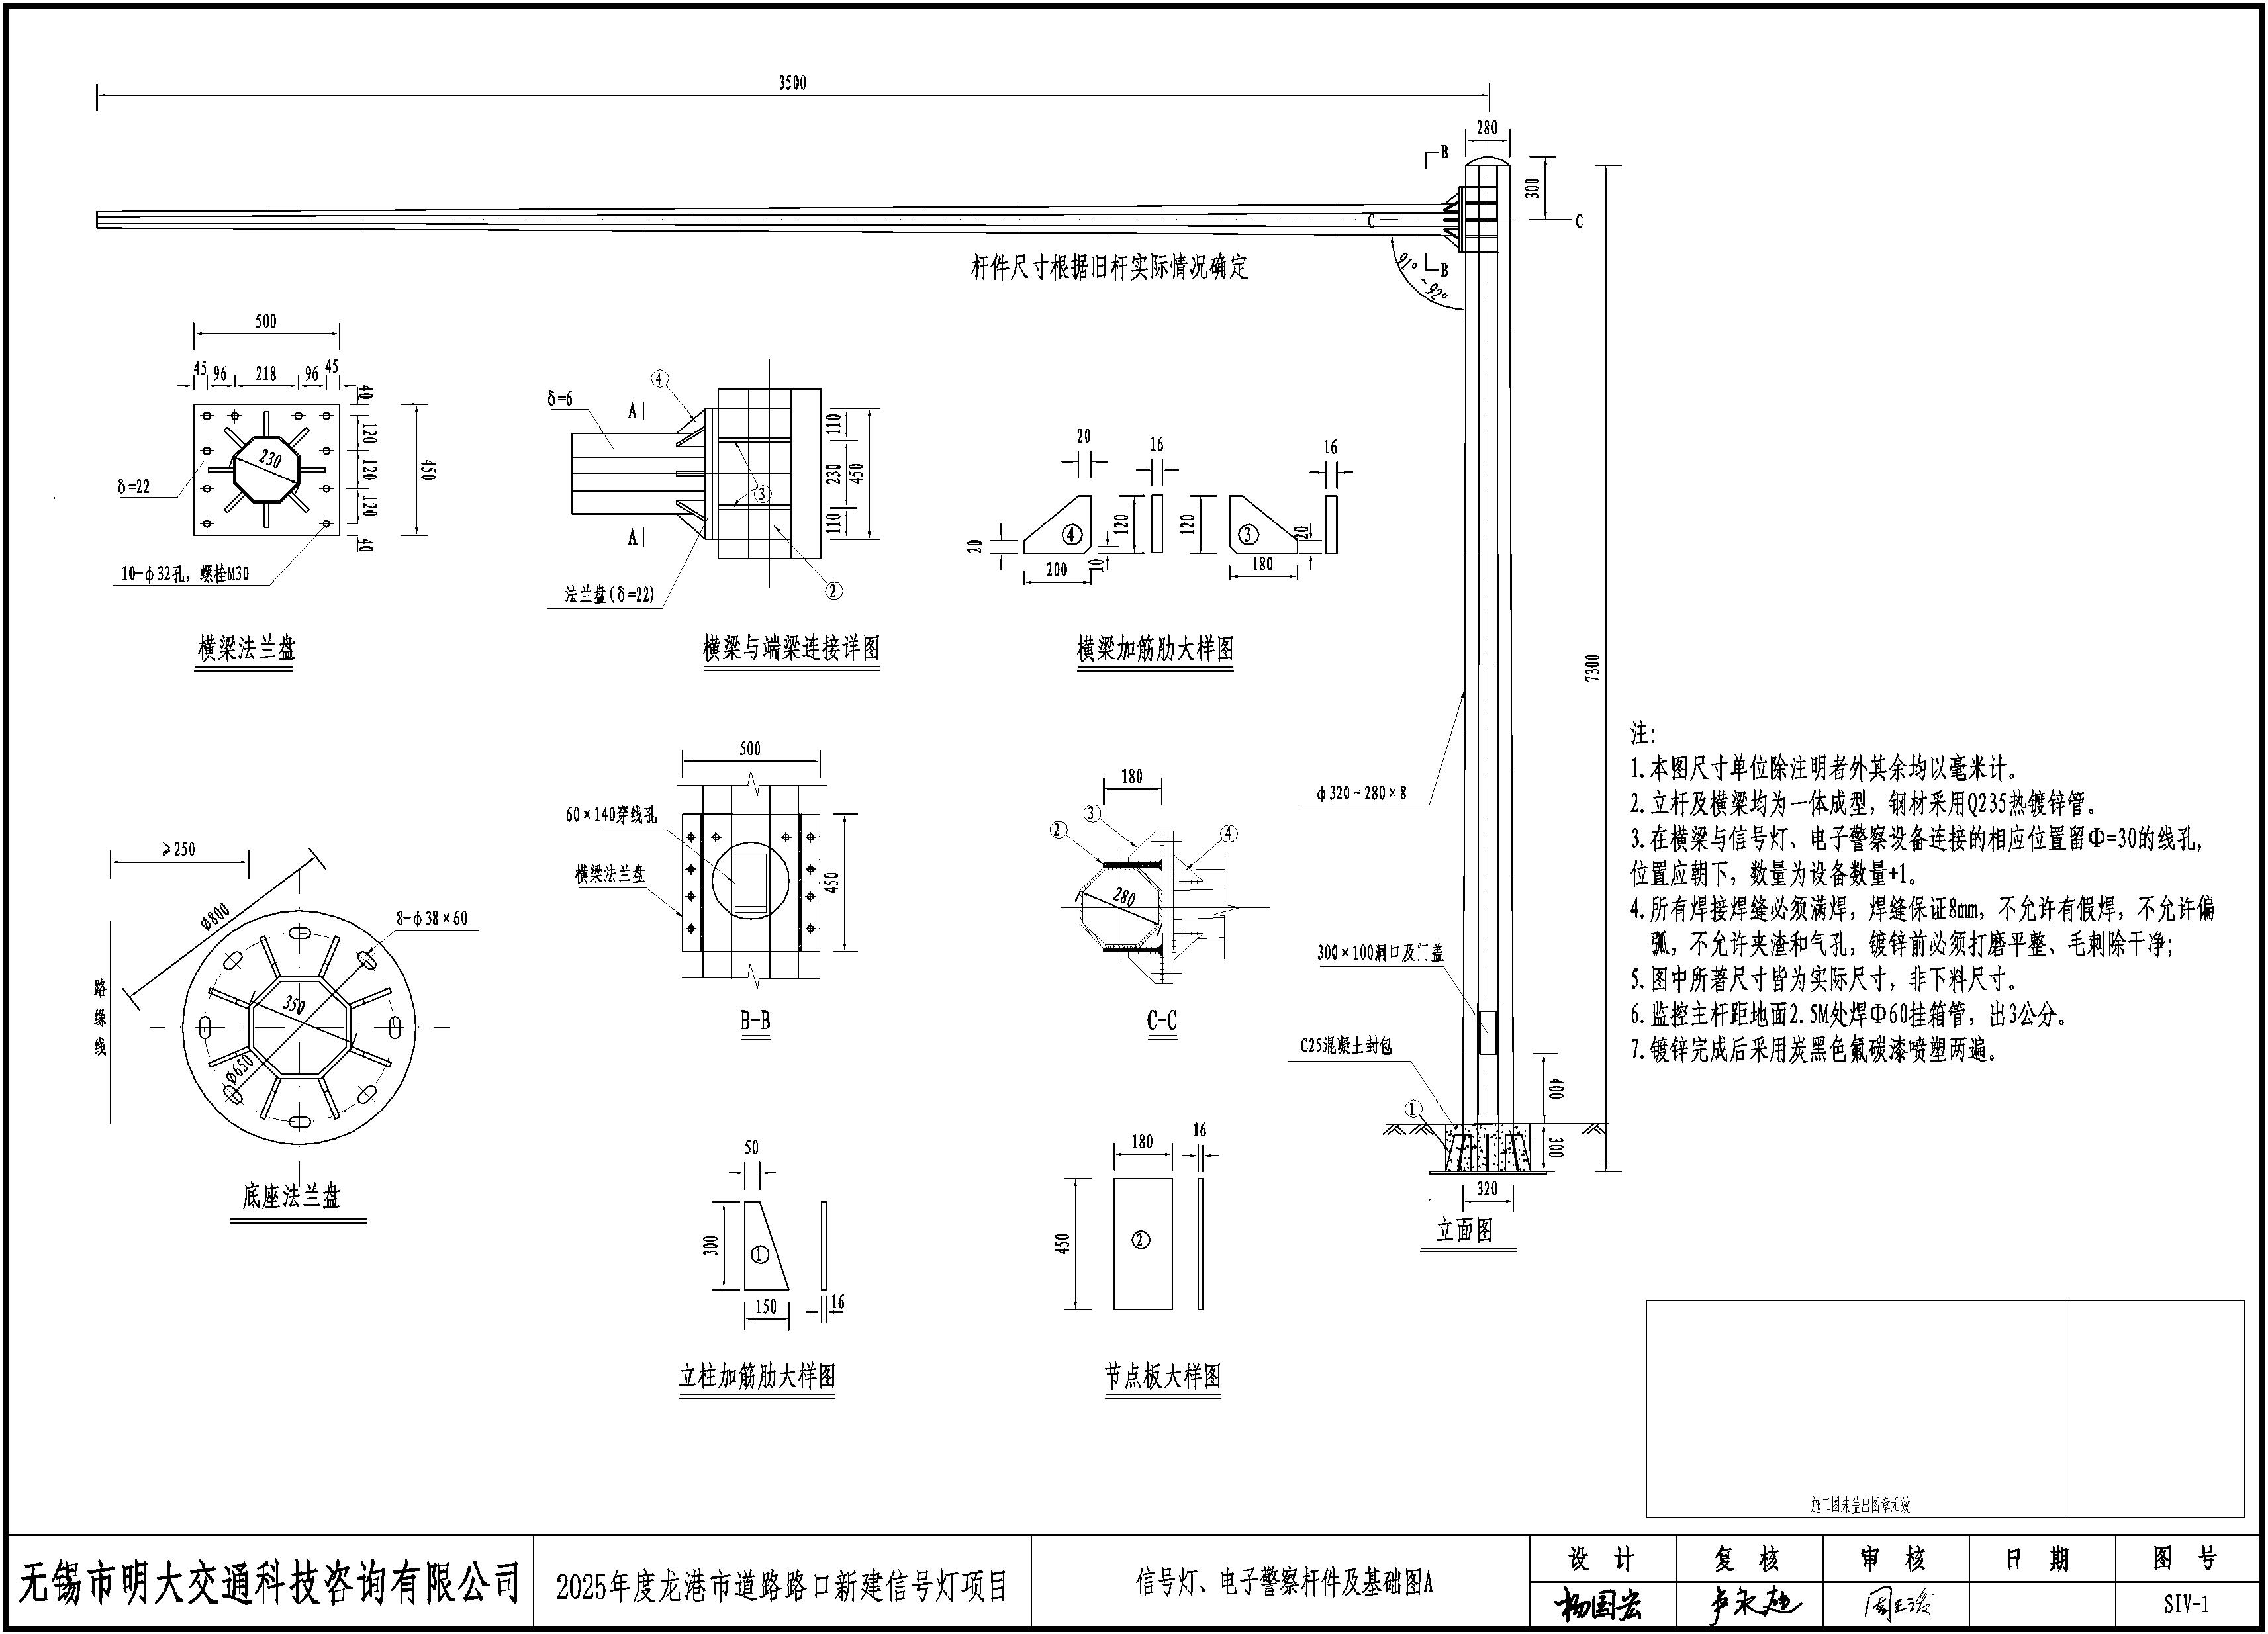 3500
280
B
300
C
C
杆件尺寸根据旧杆实际情况确定
B
91°
~92°
500
45
96
218
96
45
40
120
120
120
40
450
230
δ=22
10-φ32孔，螺栓M30
横梁法兰盘
δ=6
A
A
4
3
2
110
230
110
450
法兰盘(δ=22)
横梁与端梁连接详图
20
16
20
4
120
10
200
120
3
20
180
16
横梁加筋肋大样图
7300
≥250
Ø800
8-φ38×60
路缘线
350
Ø650
底座法兰盘
500
60×140穿线孔
横梁法兰盘
450
B-B
180
3
2
4
280
C-C
φ320~280×8
300×100洞口及门盖
C25混凝土封包
1
400
300
320
立面图
50
300
1
150
16
立柱加筋肋大样图
180
16
450
2
节点板大样图
注：
1.本图尺寸单位除注明者外其余均以毫米计。
2.立杆及横梁均为一体成型，钢材采用Q235热镀锌管。
3.在横梁与信号灯、电子警察设备连接的相应位置留Φ=30的线孔，
位置应朝下，数量为设备数量+1。
4.所有焊接焊缝必须满焊，焊缝保证8mm，不允许有假焊，不允许偏
弧，不允许夹渣和气孔，镀锌前必须打磨平整、毛刺除干净；
5.图中所著尺寸皆为实际尺寸，非下料尺寸。
6.监控主杆距地面2.5M处焊Φ60挂箱管，出3公分。
7.镀锌完成后采用炭黑色氟碳漆喷塑两遍。
施工图未盖出图章无效
无锡市明大交通科技咨询有限公司
2025年度龙港市道路路口新建信号灯项目
信号灯、电子警察杆件及基础图A
设 计
复 核
审 核
日 期
图 号
杨国宏
卢永超
SIV-1